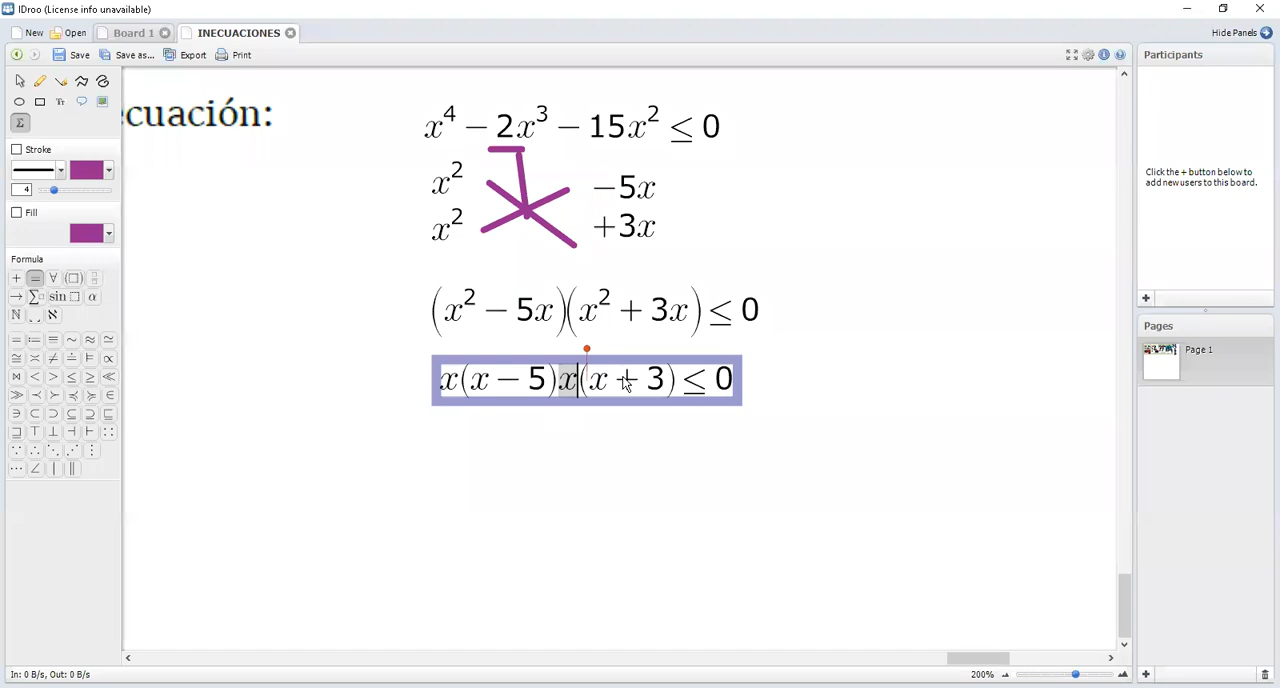 IDroo (License info unavailable)
New Open Board 1 INECUACIONES Hide Panels
Save Save as... Export Print
Participants
Click the + button below to
add new users to this board.
Pages
Page 1
Tr
Σ
Stroke
4
Fill
Formula
sin
ecuación:
x⁴ − 2x³ − 15x² ≤ 0
x² −5x
x² +3x
(x² − 5x)(x² + 3x) ≤ 0
x(x − 5)x(x + 3) ≤ 0
In: 0 B/s, Out: 0 B/s
200%